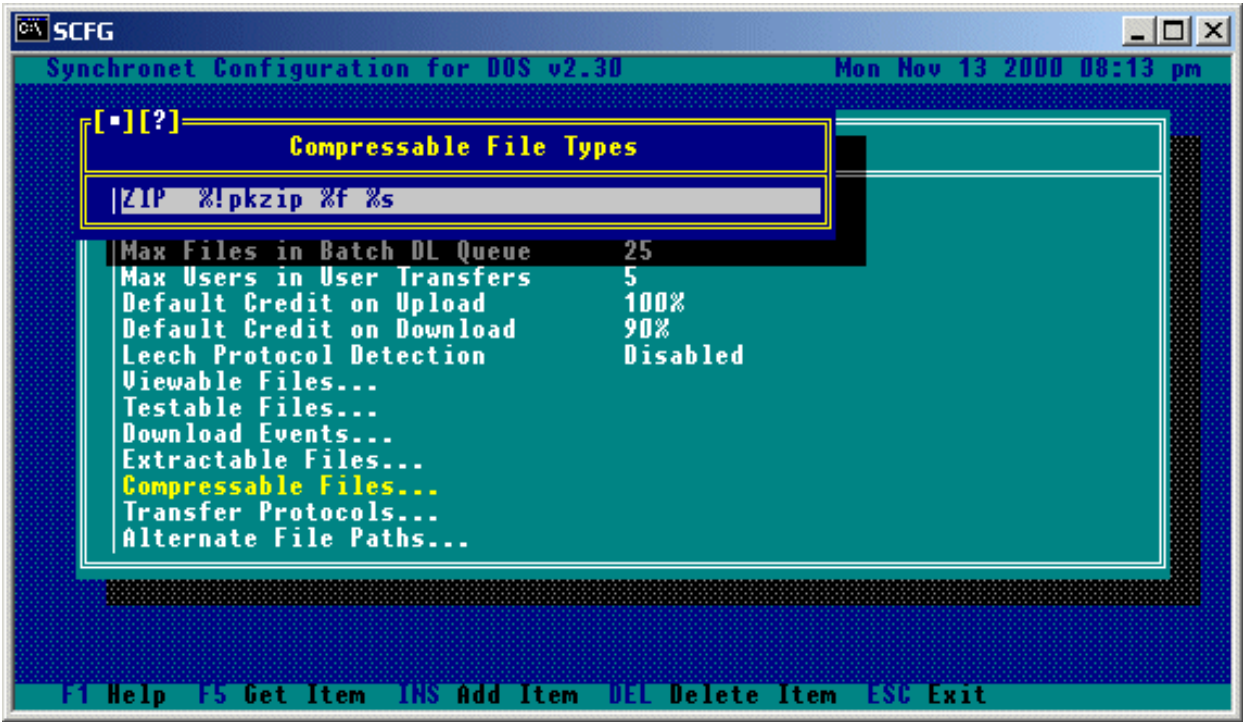 SCFG
Synchronet Configuration for DOS v2.30 Mon Nov 13 2000 08:13 pm
[▪][?]
Compressable File Types
ZIP %!pkzip %f %s
Max Files in Batch DL Queue 25
Max Users in User Transfers 5
Default Credit on Upload 100%
Default Credit on Download 90%
Leech Protocol Detection Disabled
Viewable Files...
Testable Files...
Download Events...
Extractable Files...
Compressable Files...
Transfer Protocols...
Alternate File Paths...
F1 Help F5 Get Item INS Add Item DEL Delete Item ESC Exit